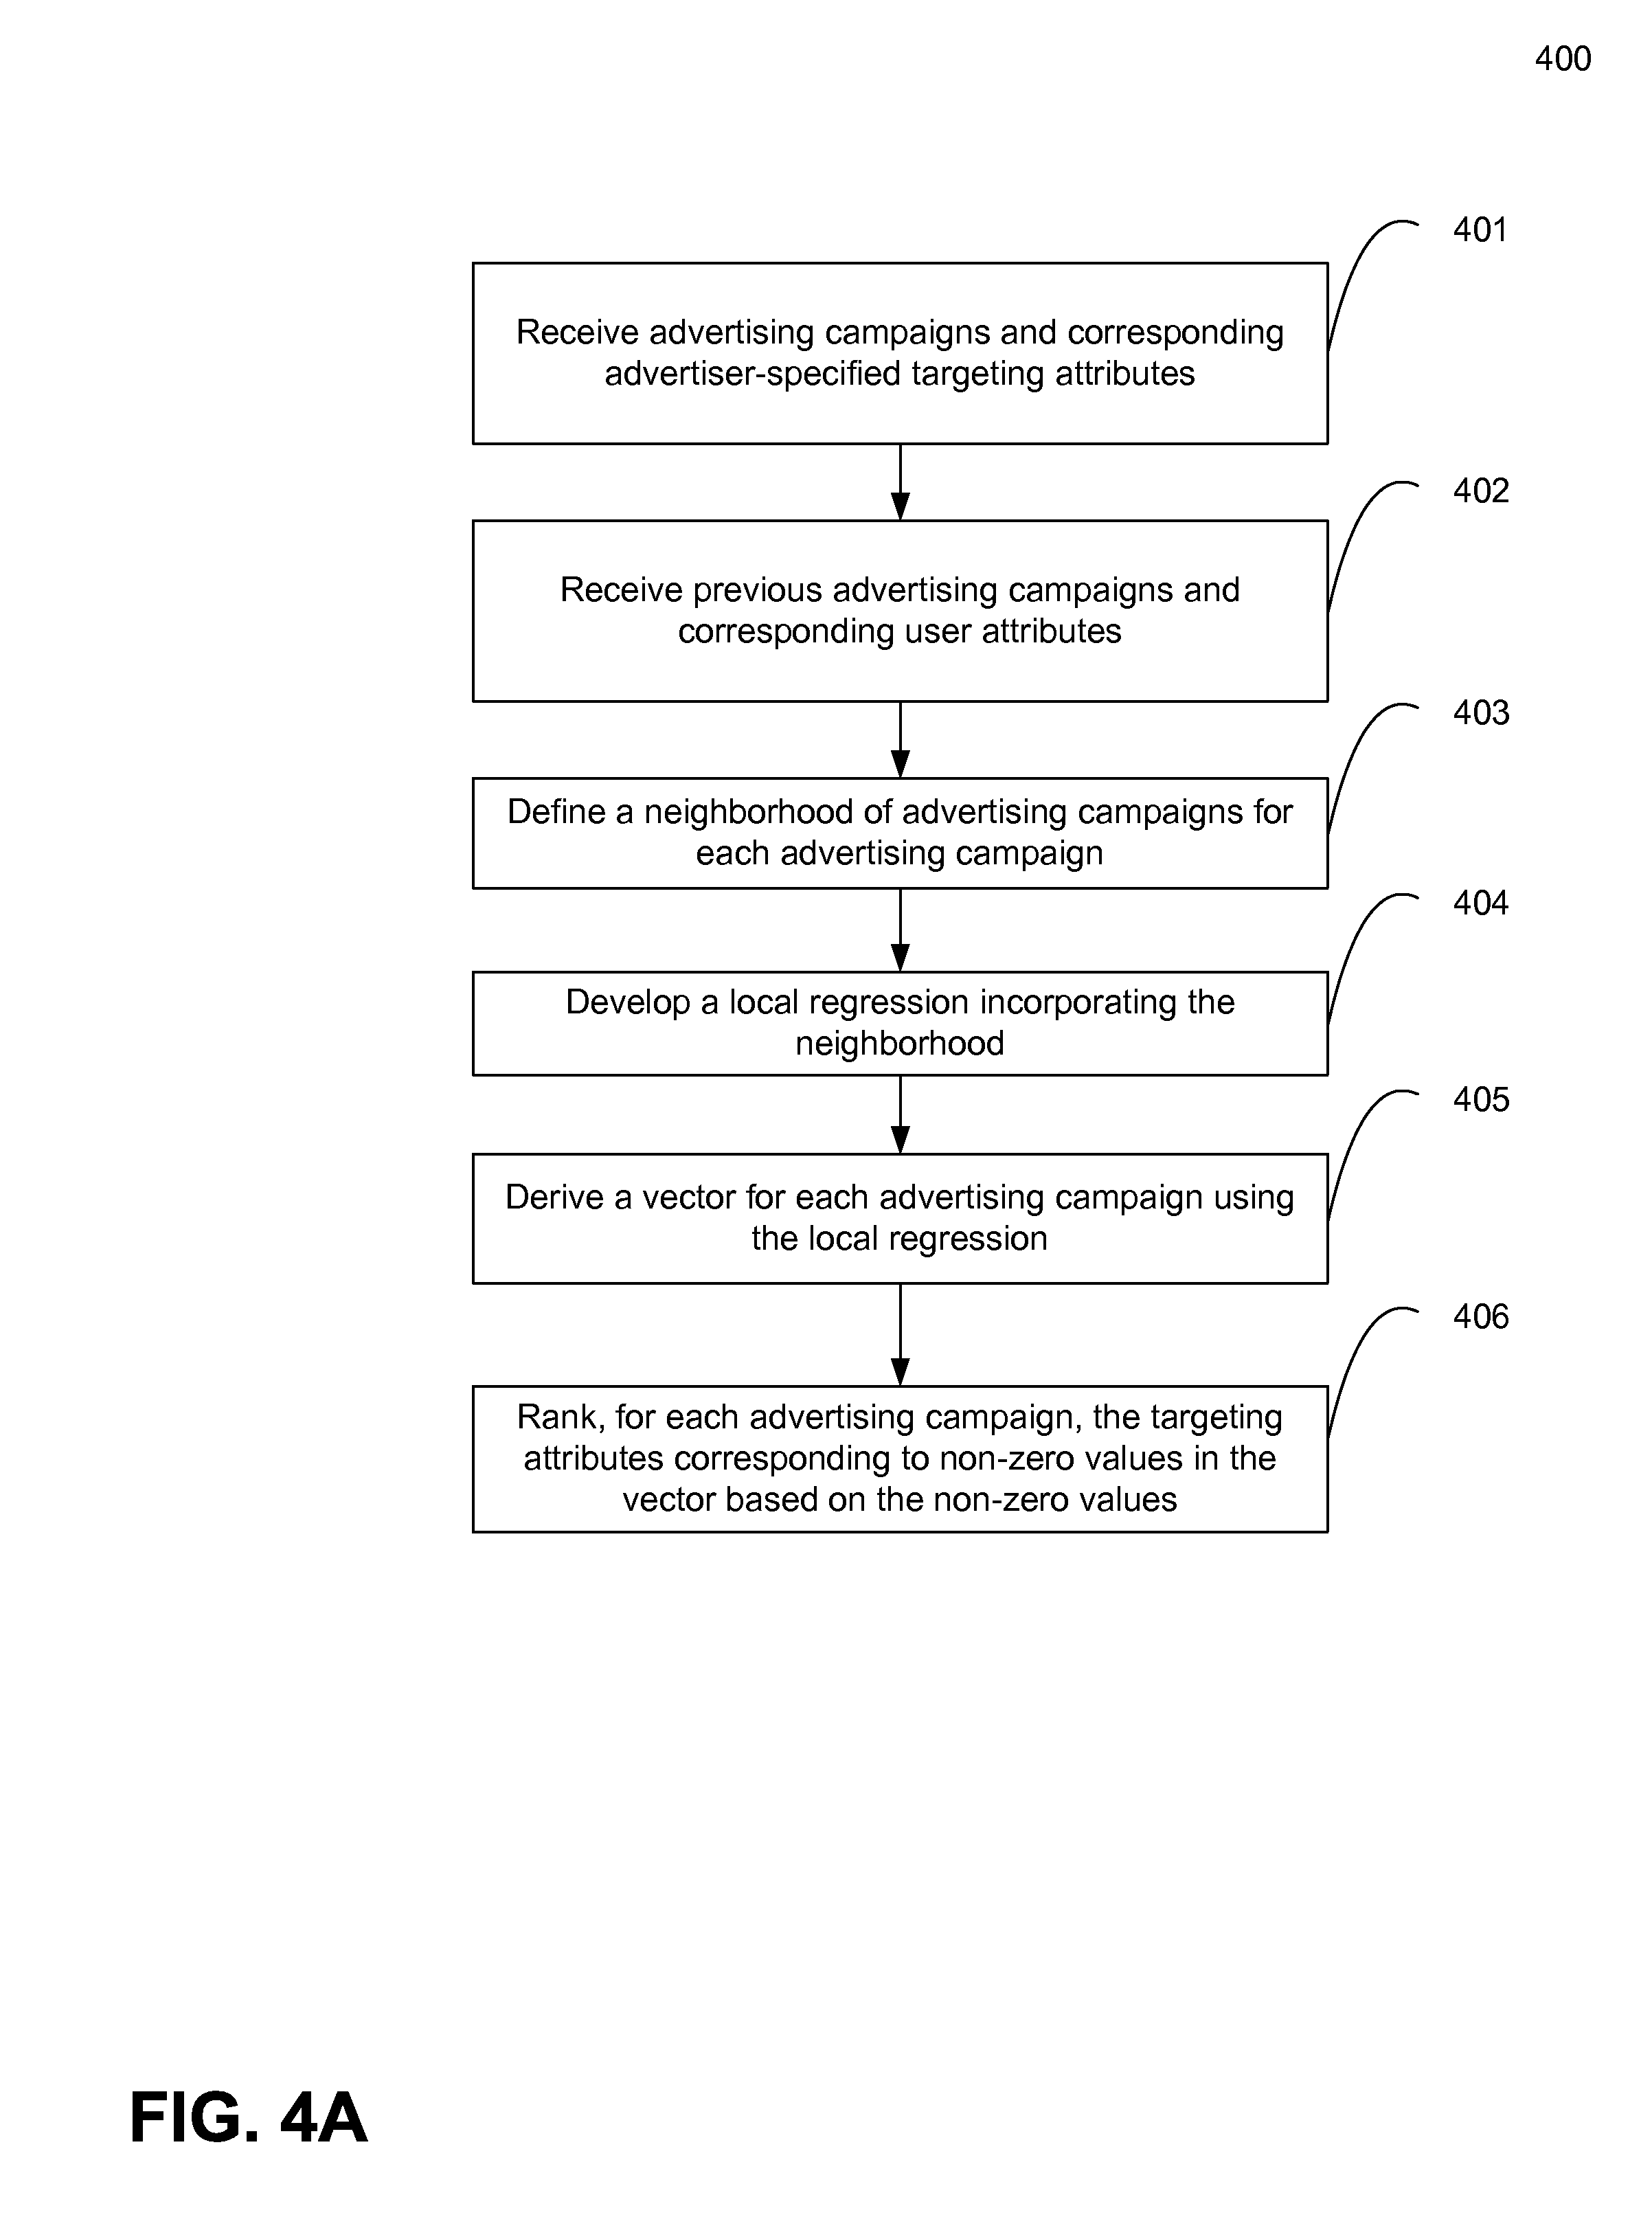 400
401
Receive advertising campaigns and corresponding
advertiser-specified targeting attributes
402
Receive previous advertising campaigns and
corresponding user attributes
403
Define a neighborhood of advertising campaigns for
each advertising campaign
404
Develop a local regression incorporating the
neighborhood
405
Derive a vector for each advertising campaign using
the local regression
406
Rank, for each advertising campaign, the targeting
attributes corresponding to non-zero values in the
vector based on the non-zero values
FIG. 4A